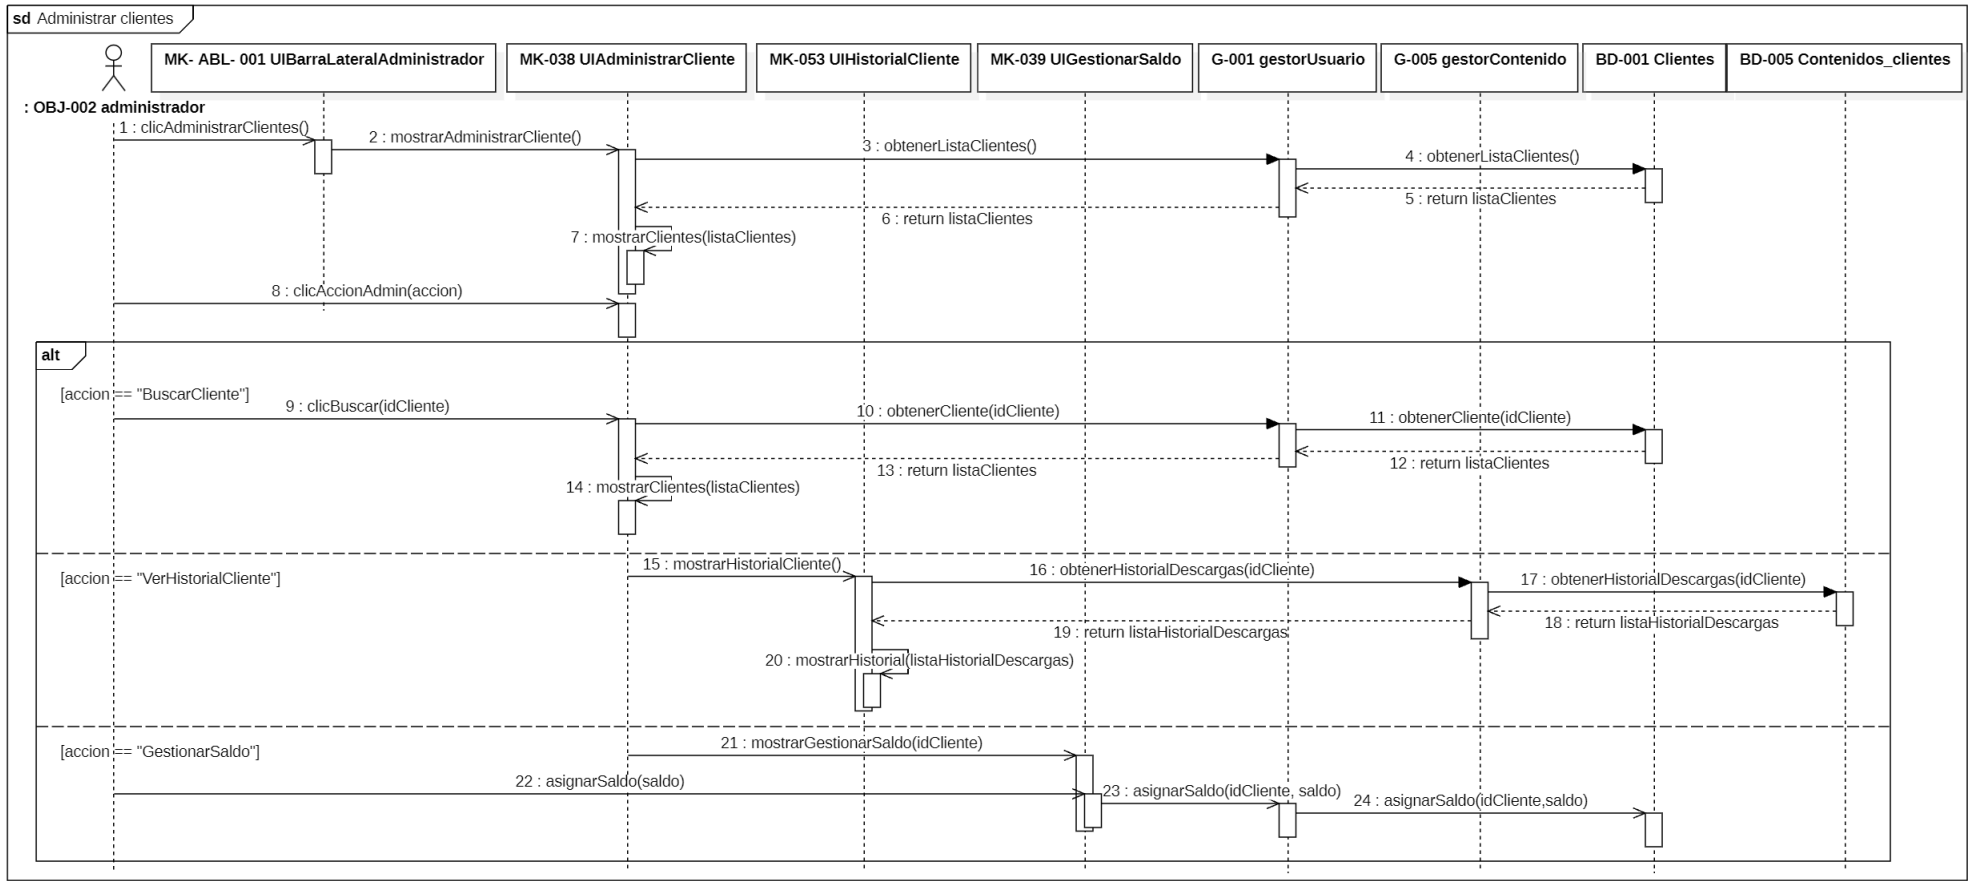 sd Administrar clientes
MK- ABL- 001 UIBarraLateralAdministrador
MK-038 UIAdministrarCliente
MK-053 UIHistorialCliente
MK-039 UIGestionarSaldo
G-001 gestorUsuario
G-005 gestorContenido
BD-001 Clientes
BD-005 Contenidos_clientes
: OBJ-002 administrador
1 : clicAdministrarClientes()
2 : mostrarAdministrarCliente()
3 : obtenerListaClientes()
4 : obtenerListaClientes()
5 : return listaClientes
6 : return listaClientes
7 : mostrarClientes(listaClientes)
8 : clicAccionAdmin(accion)
alt
[accion == "BuscarCliente"]
9 : clicBuscar(idCliente)
10 : obtenerCliente(idCliente)
11 : obtenerCliente(idCliente)
12 : return listaClientes
13 : return listaClientes
14 : mostrarClientes(listaClientes)
[accion == "VerHistorialCliente"]
15 : mostrarHistorialCliente()
16 : obtenerHistorialDescargas(idCliente)
17 : obtenerHistorialDescargas(idCliente)
18 : return listaHistorialDescargas
19 : return listaHistorialDescargas
20 : mostrarHistorial(listaHistorialDescargas)
[accion == "GestionarSaldo"]
21 : mostrarGestionarSaldo(idCliente)
22 : asignarSaldo(saldo)
23 : asignarSaldo(idCliente, saldo)
24 : asignarSaldo(idCliente,saldo)